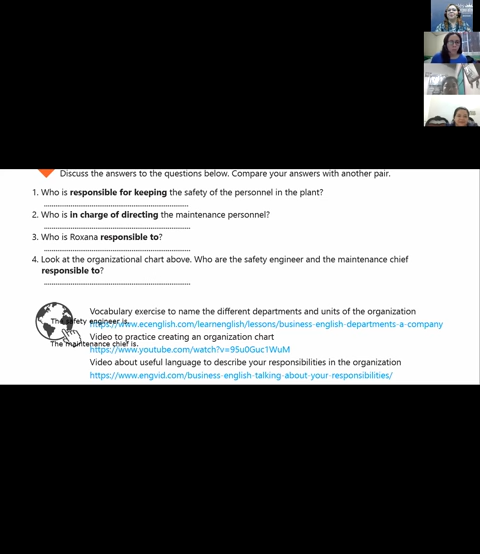 Discuss the answers to the questions below. Compare your answers with another pair.
1. Who is responsible for keeping the safety of the personnel in the plant?
2. Who is in charge of directing the maintenance personnel?
3. Who is Roxana responsible to?
4. Look at the organizational chart above. Who are the safety engineer and the maintenance chief
responsible to?
Vocabulary exercise to name the different departments and units of the organization
The safety engineer is.
https://www.ecenglish.com/learnenglish/lessons/business-english-departments-a-company
Video to practice creating an organization chart
The maintenance chief is.
https://www.youtube.com/watch?v=95u0Guc1WuM
Video about useful language to describe your responsibilities in the organization
https://www.engvid.com/business-english-talking-about-your-responsibilities/